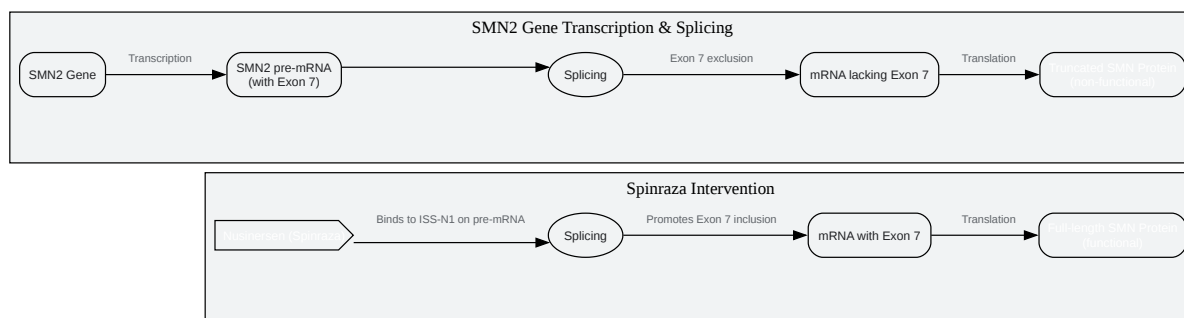 SMN2 Gene Transcription & Splicing
SMN2 Gene
Transcription
SMN2 pre-mRNA
(with Exon 7)
Splicing
Exon 7 exclusion
mRNA lacking Exon 7
Translation
Truncated SMN Protein
(non-functional)
Spinraza Intervention
Nusinersen (Spinraza)
Binds to ISS-N1 on pre-mRNA
Splicing
Promotes Exon 7 inclusion
mRNA with Exon 7
Translation
Full-length SMN Protein
(functional)